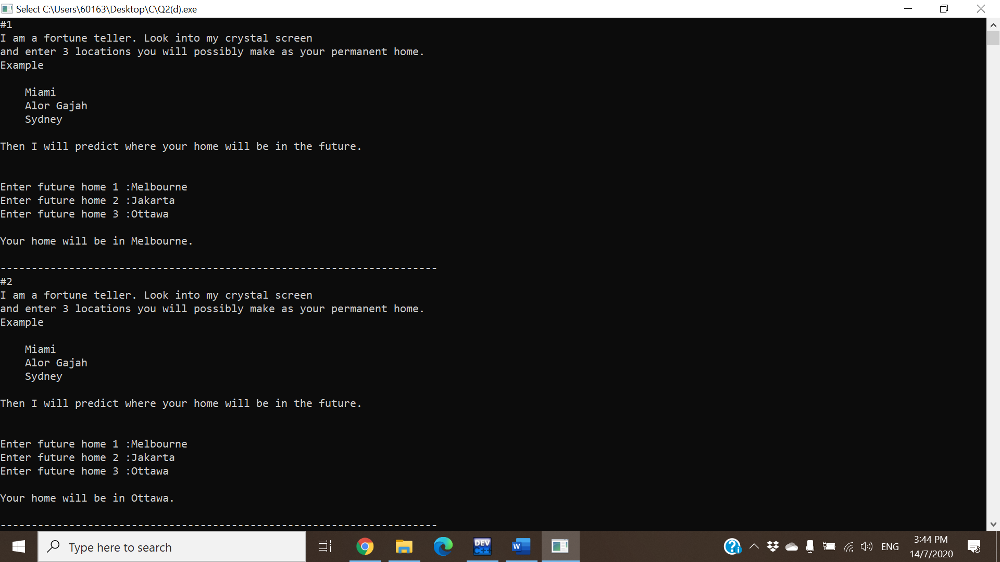 Select C:\Users\60163\Desktop\C\Q2(d).exe
#1
I am a fortune teller. Look into my crystal screen
and enter 3 locations you will possibly make as your permanent home.
Example
Miami
Alor Gajah
Sydney
Then I will predict where your home will be in the future.
Enter future home 1 :Melbourne
Enter future home 2 :Jakarta
Enter future home 3 :Ottawa
Your home will be in Melbourne.
----------------------------------------------------------------------
#2
I am a fortune teller. Look into my crystal screen
and enter 3 locations you will possibly make as your permanent home.
Example
Miami
Alor Gajah
Sydney
Then I will predict where your home will be in the future.
Enter future home 1 :Melbourne
Enter future home 2 :Jakarta
Enter future home 3 :Ottawa
Your home will be in Ottawa.
----------------------------------------------------------------------
Type here to search
DEV
C++
W
ENG
3:44 PM
14/7/2020